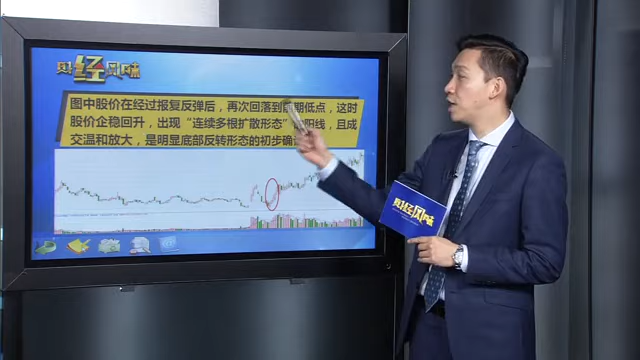 财经风味
图中股价在经过报复反弹后，再次回落到前期低点，这时
股价企稳回升，出现“连续多根扩散形态”阳线，且成
交温和放大，是明显底部反转形态的初步确
财经风味